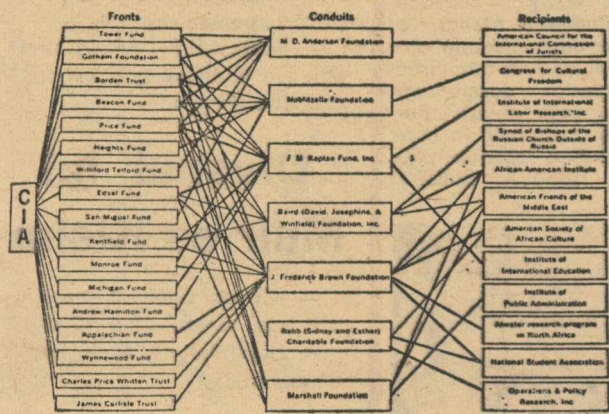 Fronts
Conduits
Recipients
CIA
Tower Fund
Gotham Foundation
Borden Trust
Beacon Fund
Price Fund
Heights Fund
Williford Telford Fund
Edsel Fund
San Miguel Fund
Kentfield Fund
Monroe Fund
Michigan Fund
Andrew Hamilton Fund
Appalachian Fund
Wynnewood Fund
Charles Price Whitten Trust
James Carlisle Trust
M. D. Anderson Foundation
Hoblitzelle Foundation
J. M. Kaplan Fund, Inc
Baird (David, Josephine, &
Winfield) Foundation, Inc.
J. Frederick Brown Foundation
Rabb (Sidney and Esther)
Charitable Foundation
Marshall Foundation
American Council for the
International Commission
of Jurists
Congress for Cultural
Freedom
Institute of International
Labor Research, Inc.
Synod of Bishops of the
Russian Church Outside of
Russia
African-American Institute
American Friends of the
Middle East
American Society of
African Culture
Institute of
International Education
Institute of
Public Administration
research program
in North Africa
National Student Association
Operations & Policy
Research, Inc